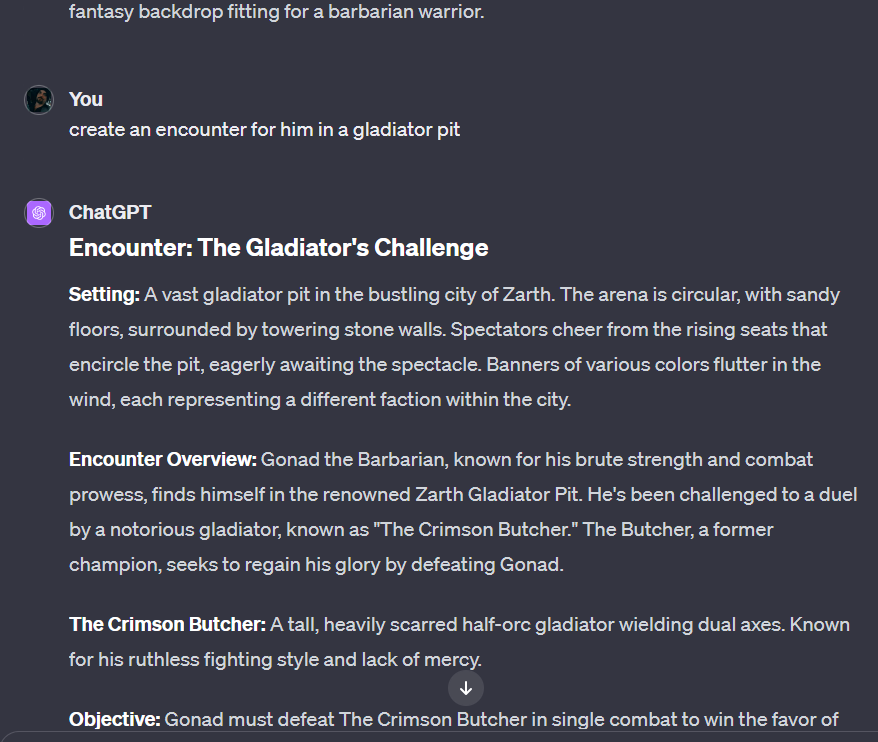 fantasy backdrop fitting for a barbarian warrior.
You
create an encounter for him in a gladiator pit
ChatGPT
Encounter: The Gladiator's Challenge
Setting: A vast gladiator pit in the bustling city of Zarth. The arena is circular, with sandy
floors, surrounded by towering stone walls. Spectators cheer from the rising seats that
encircle the pit, eagerly awaiting the spectacle. Banners of various colors flutter in the
wind, each representing a different faction within the city.
Encounter Overview: Gonad the Barbarian, known for his brute strength and combat
prowess, finds himself in the renowned Zarth Gladiator Pit. He's been challenged to a duel
by a notorious gladiator, known as "The Crimson Butcher." The Butcher, a former
champion, seeks to regain his glory by defeating Gonad.
The Crimson Butcher: A tall, heavily scarred half-orc gladiator wielding dual axes. Known
for his ruthless fighting style and lack of mercy.
Objective: Gonad must defeat The Crimson Butcher in single combat to win the favor of